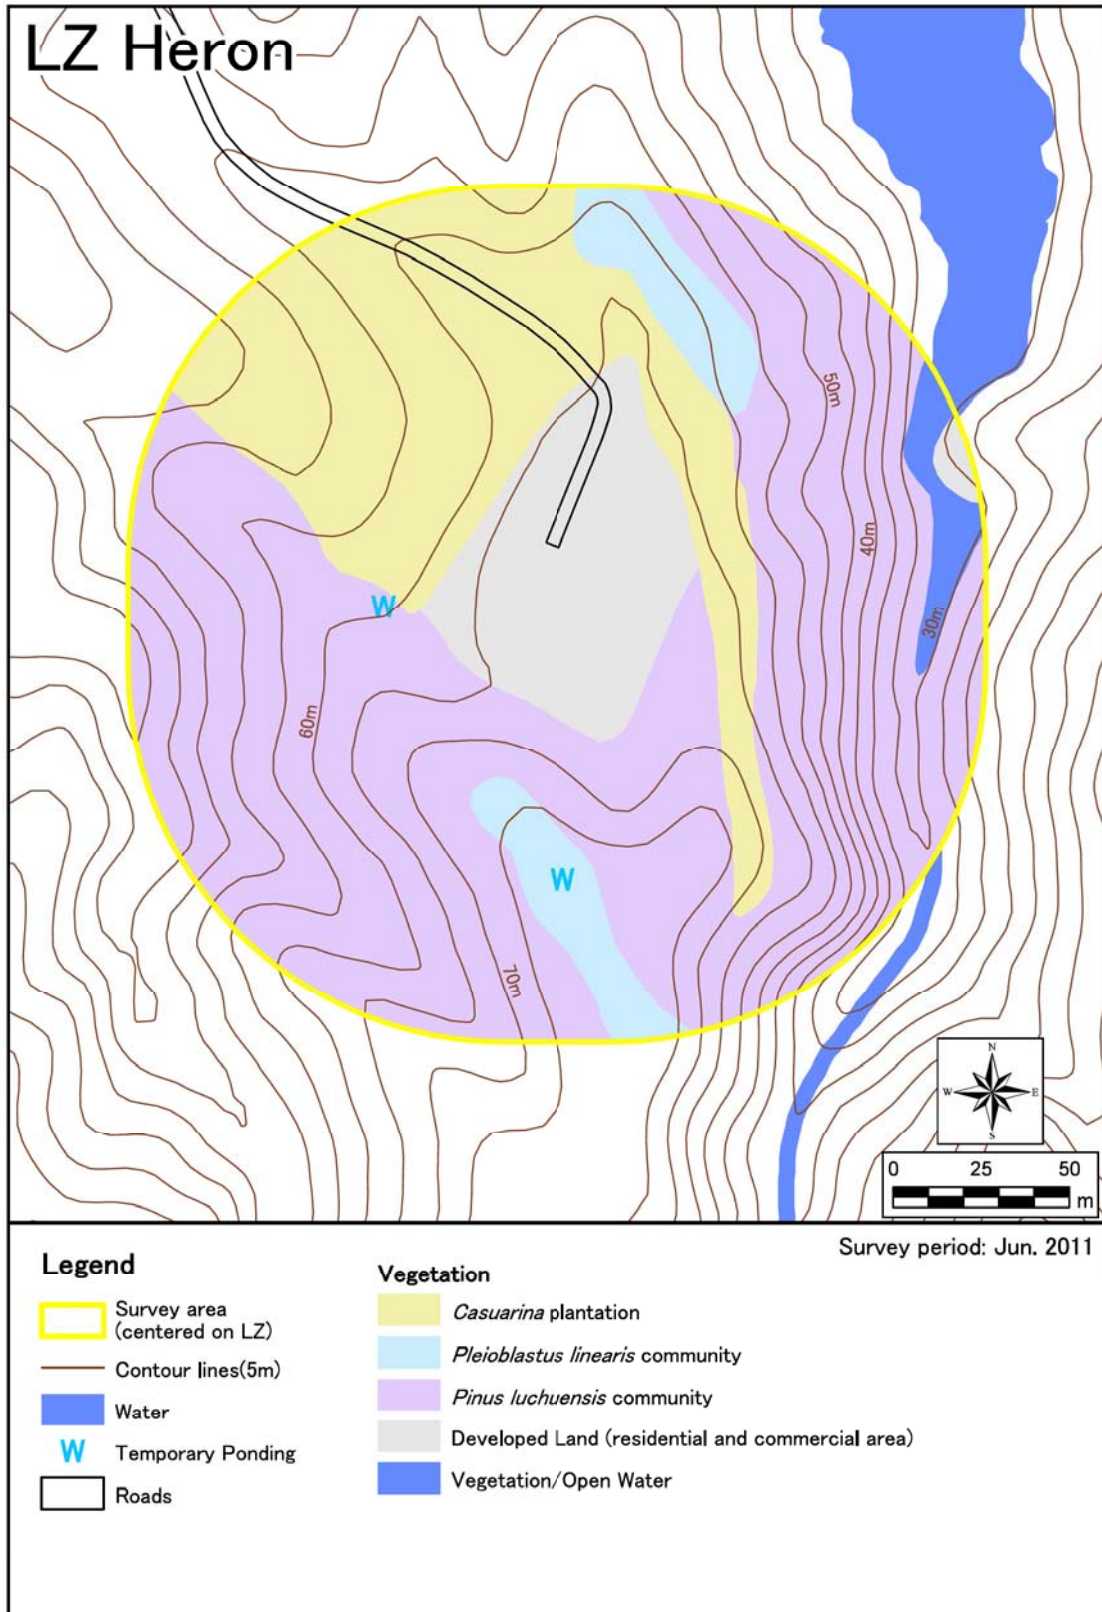 LZ Heron
50m
40m
30m
W
60m
W
70m
N
W E
S
0 25 50
m
Survey period: Jun. 2011
Legend
Survey area
(centered on LZ)
Contour lines(5m)
Water
W Temporary Ponding
Roads
Vegetation
Casuarina plantation
Pleioblastus linearis community
Pinus luchuensis community
Developed Land (residential and commercial area)
Vegetation/Open Water